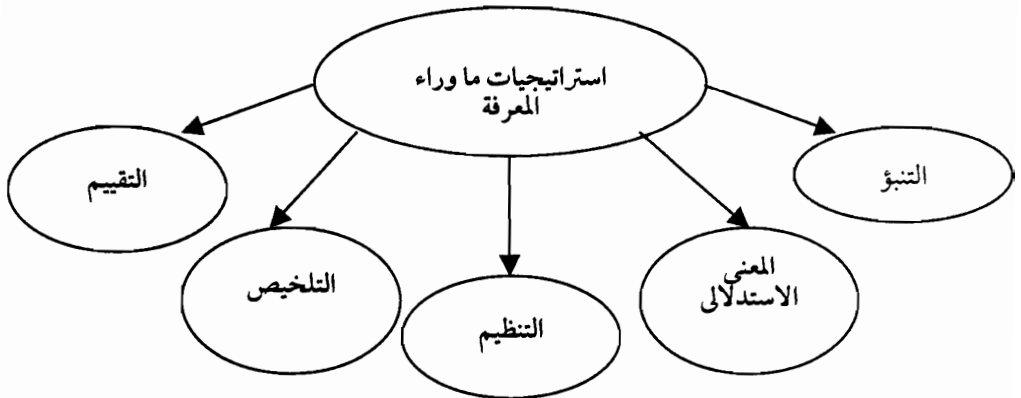 استراتيجيات ما وراء
المعرفة
التنبؤ
المعنى
الاستدلالى
التنظيم
التلخيص
التقييم